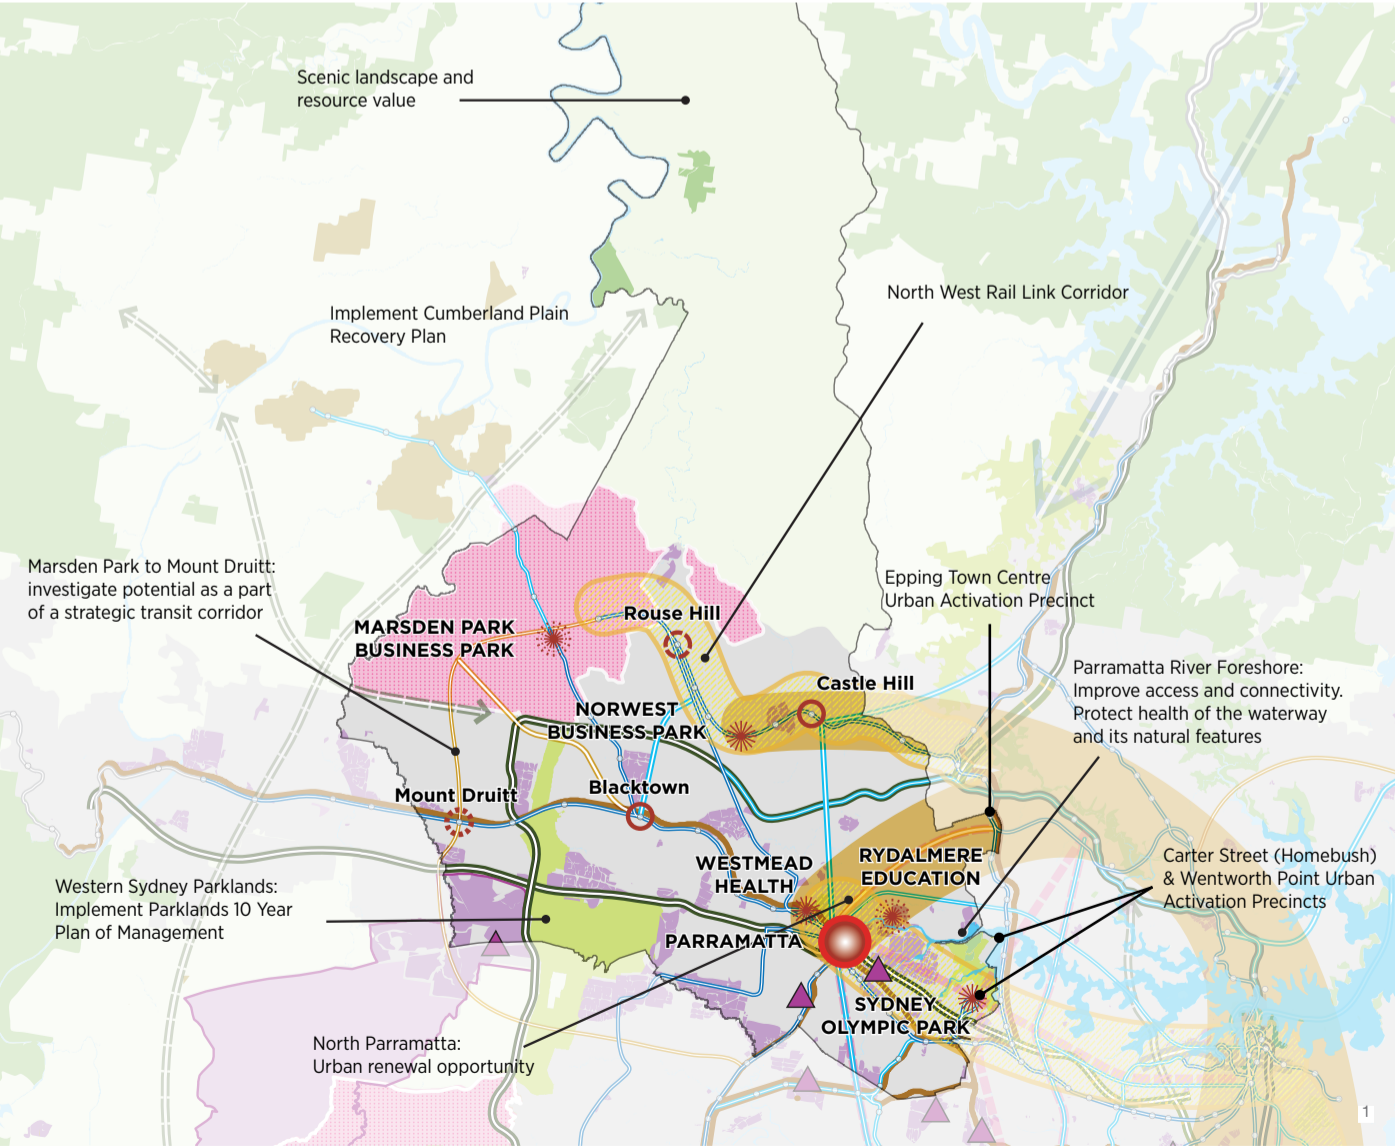 Scenic landscape and
resource value
North West Rail Link Corridor
Implement Cumberland Plain
Recovery Plan
Marsden Park to Mount Druitt:
investigate potential as a part
of a strategic transit corridor
Epping Town Centre
Urban Activation Precinct
Rouse Hill
MARSDEN PARK
BUSINESS PARK
Parramatta River Foreshore:
Improve access and connectivity.
Protect health of the waterway
and its natural features
Castle Hill
NORWEST
BUSINESS PARK
Blacktown
Mount Druitt
WESTMEAD
HEALTH
RYDALMERE
EDUCATION
Carter Street (Homebush)
& Wentworth Point Urban
Activation Precincts
Western Sydney Parklands:
Implement Parklands 10 Year
Plan of Management
PARRAMATTA
SYDNEY
OLYMPIC PARK
North Parramatta:
Urban renewal opportunity
1